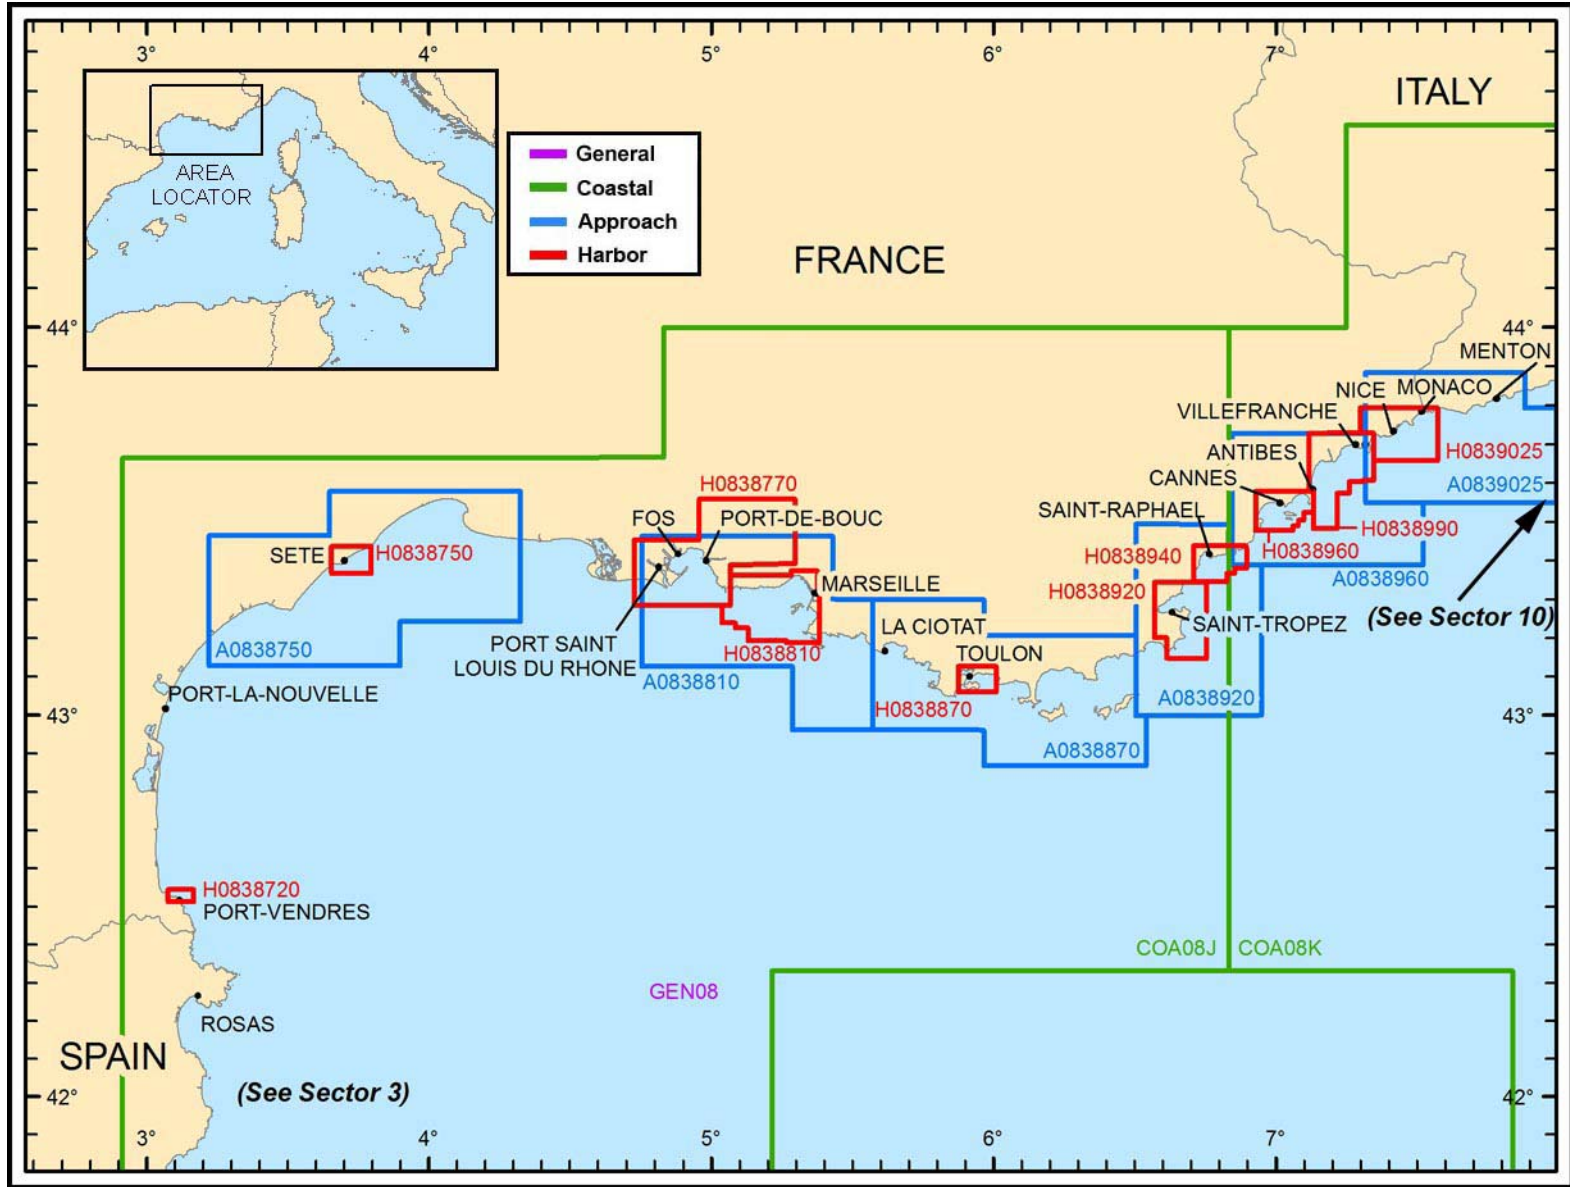 3°
4°
5°
6°
7°
ITALY
AREA
LOCATOR
General
Coastal
Approach
Harbor
FRANCE
44°
44°
MENTON
NICE
MONACO
VILLEFRANCHE
ANTIBES
H0839025
CANNES
A0839025
H0838770
SAINT-RAPHAEL
FOS
PORT-DE-BOUC
H0838990
SETE
H0838750
H0838940
H0838960
A0838960
MARSEILLE
H0838920
(See Sector 10)
LA CIOTAT
SAINT-TROPEZ
PORT SAINT
LOUIS DU RHONE
A0838750
H0838810
TOULON
A0838810
PORT-LA-NOUVELLE
A0838920
H0838870
43°
43°
A0838870
H0838720
PORT-VENDRES
COA08J
COA08K
GEN08
ROSAS
SPAIN
(See Sector 3)
42°
42°
3°
4°
5°
6°
7°